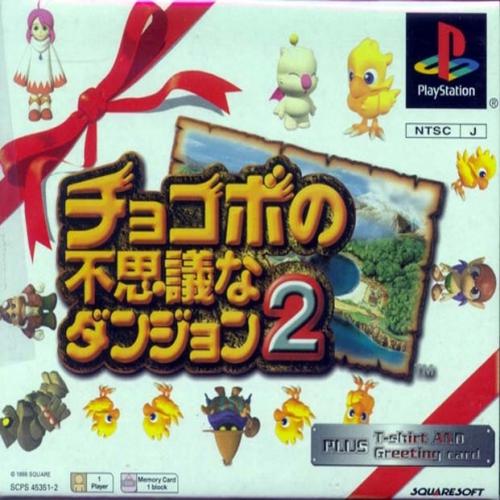 PlayStation
®
NTSC J
チョコボの
不思議な
ダンジョン2
TM
PLUS T-shirt AND
Greeting card
© 1998 SQUARE
SCPS 45351-2
1
Player
Memory Card
1 block
SQUARESOFT